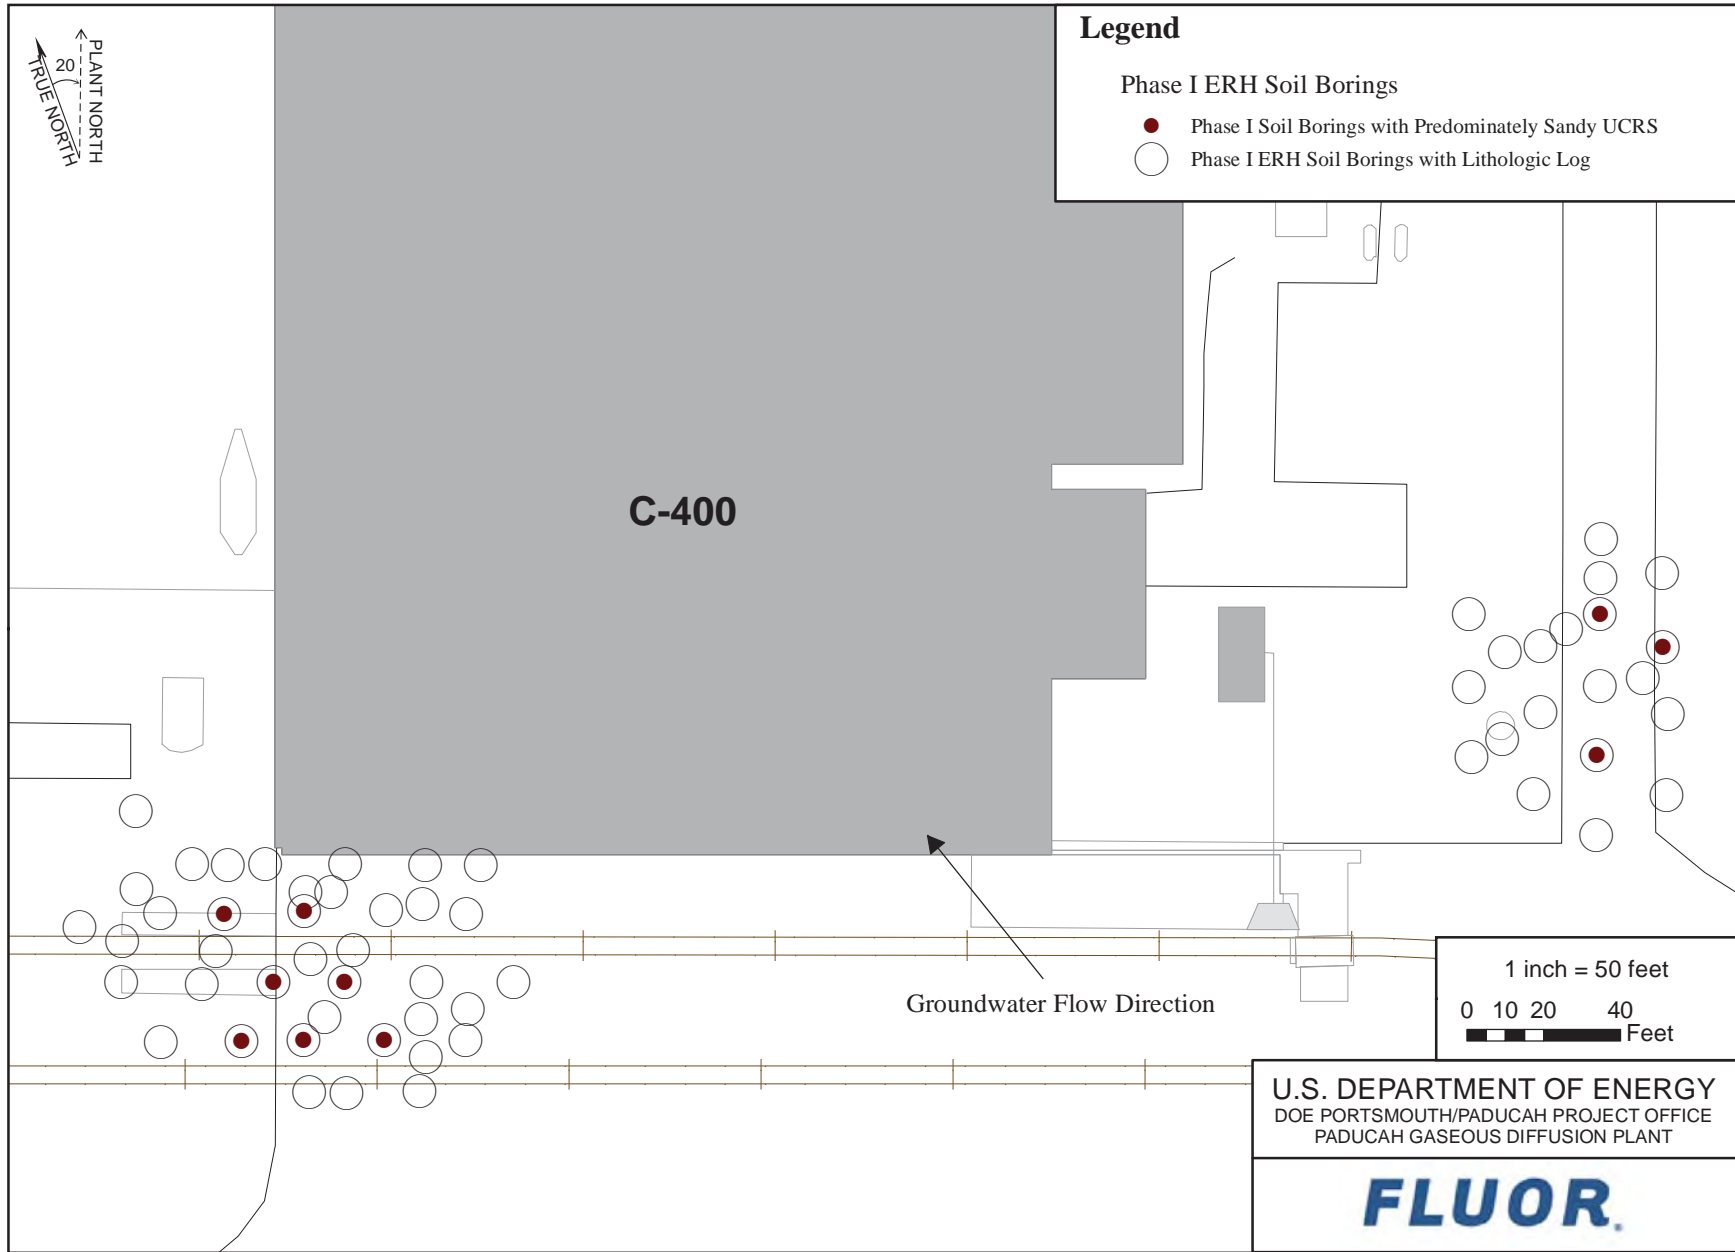 TRUE NORTH
20
PLANT NORTH
Legend
Phase I ERH Soil Borings
Phase I Soil Borings with Predominately Sandy UCRS
Phase I ERH Soil Borings with Lithologic Log
C-400
Groundwater Flow Direction
1 inch = 50 feet
0 10 20 40
Feet
U.S. DEPARTMENT OF ENERGY
DOE PORTSMOUTH/PADUCAH PROJECT OFFICE
PADUCAH GASEOUS DIFFUSION PLANT
FLUOR®